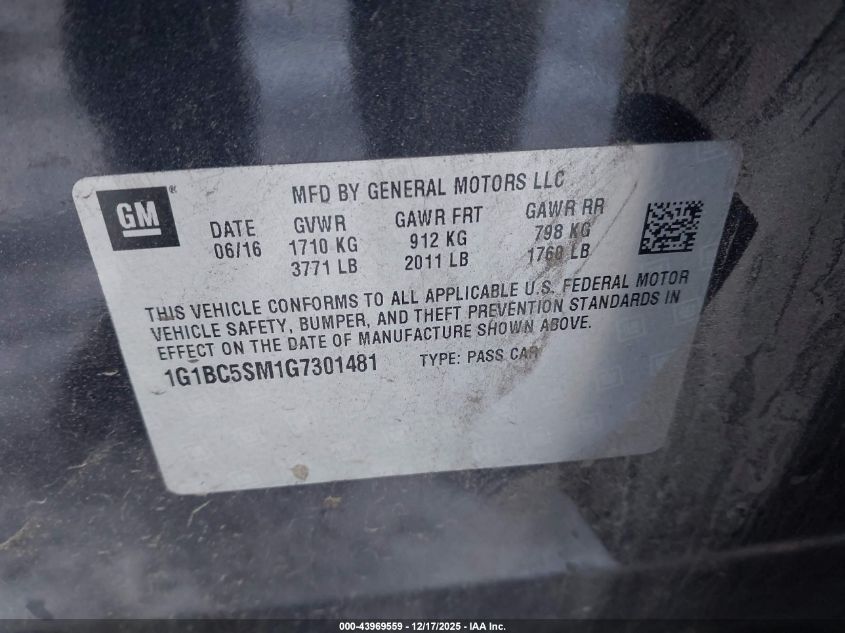 MFD BY GENERAL MOTORS LLC
GM ®
DATE GVWR GAWR FRT GAWR RR
06/16 1710 KG 912 KG 798 KG
3771 LB 2011 LB 1760 LB
THIS VEHICLE CONFORMS TO ALL APPLICABLE U.S. FEDERAL MOTOR
VEHICLE SAFETY, BUMPER, AND THEFT PREVENTION STANDARDS IN
EFFECT ON THE DATE OF MANUFACTURE SHOWN ABOVE.
1G1BC5SM1G7301481 TYPE: PASS CAR
000-43969559 - 12/17/2025 - IAA Inc.